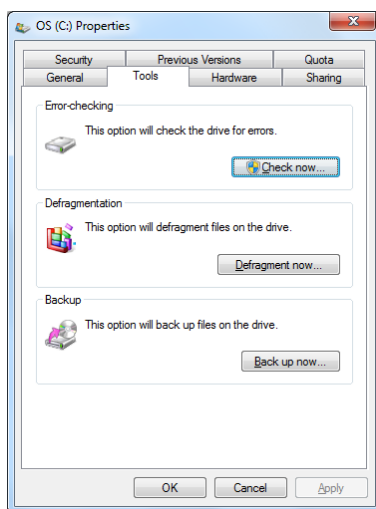 OS (C:) Properties
Security Previous Versions Quota
General Tools Hardware Sharing
Error-checking
This option will check the drive for errors.
Check now...
Defragmentation
This option will defragment files on the drive.
Defragment now...
Backup
This option will back up files on the drive.
Back up now...
OK Cancel Apply